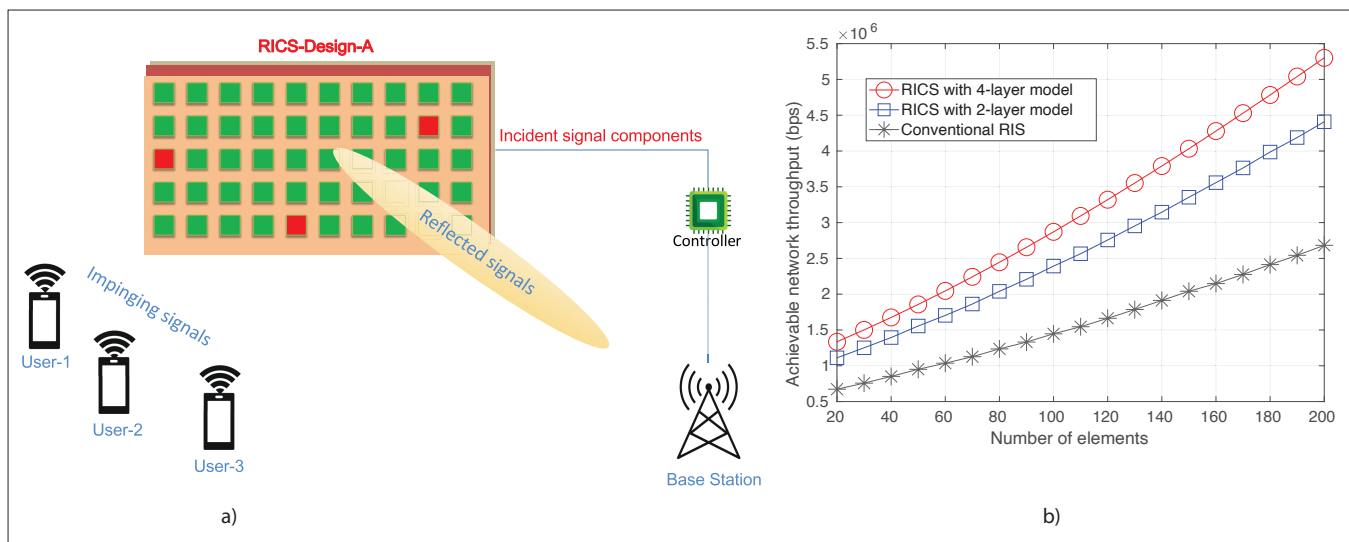 RICS-Design-A
Incident signal components
Reflected signals
Controller
Impinging signals
User-1
User-2
User-3
Base Station
a)
×10⁶
5.5
5
4.5
4
3.5
3
2.5
2
1.5
1
0.5
Achievable network throughput (bps)
RICS with 4-layer model
RICS with 2-layer model
Conventional RIS
20 40 60 80 100 120 140 160 180 200
Number of elements
b)